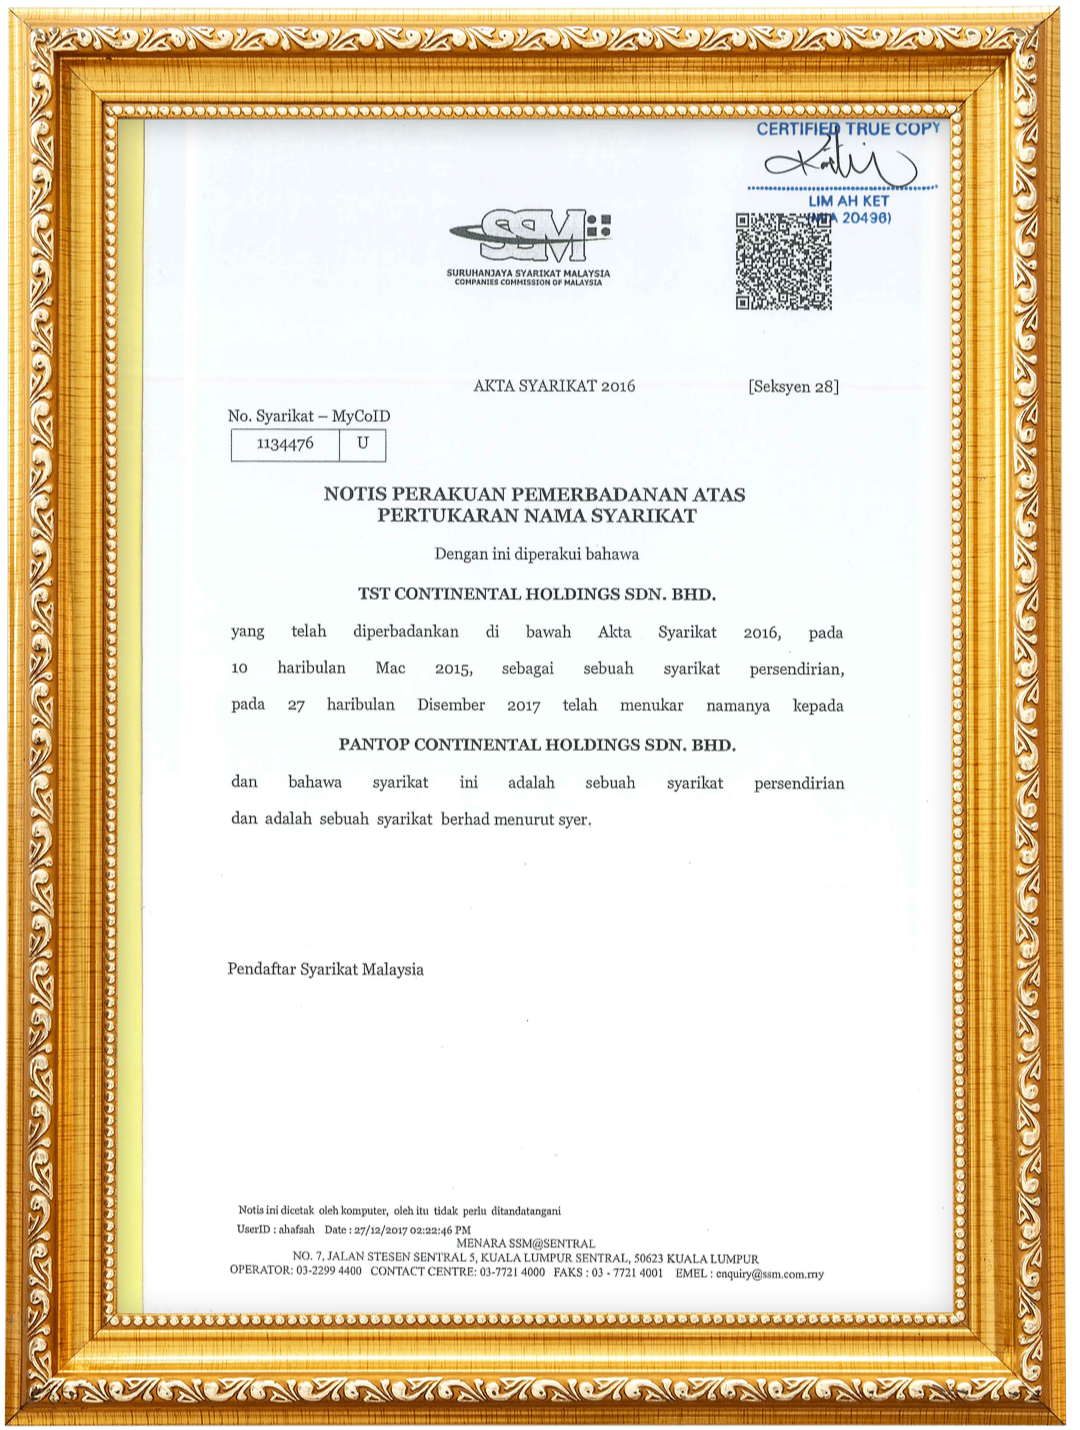 CERTIFIED TRUE COPY
LIM AH KET
(MIA 20496)
SSM
SURUHANJAYA SYARIKAT MALAYSIA
COMPANIES COMMISSION OF MALAYSIA
AKTA SYARIKAT 2016 [Seksyen 28]
No. Syarikat – MyCoID
1134476 U
NOTIS PERAKUAN PEMERBADANAN ATAS
PERTUKARAN NAMA SYARIKAT
Dengan ini diperakui bahawa
TST CONTINENTAL HOLDINGS SDN. BHD.
yang telah diperbadankan di bawah Akta Syarikat 2016, pada
10 haribulan Mac 2015, sebagai sebuah syarikat persendirian,
pada 27 haribulan Disember 2017 telah menukar namanya kepada
PANTOP CONTINENTAL HOLDINGS SDN. BHD.
dan bahawa syarikat ini adalah sebuah syarikat persendirian
dan adalah sebuah syarikat berhad menurut syer.
Pendaftar Syarikat Malaysia
Notis ini dicetak oleh komputer, oleh itu tidak perlu ditandatangani
UserID : ahafsah Date : 27/12/2017 02:22:46 PM
MENARA SSM@SENTRAL
NO. 7, JALAN STESEN SENTRAL 5, KUALA LUMPUR SENTRAL, 50623 KUALA LUMPUR
OPERATOR: 03-2299 4400 CONTACT CENTRE: 03-7721 4000 FAKS : 03 - 7721 4001 EMEL : enquiry@ssm.com.my